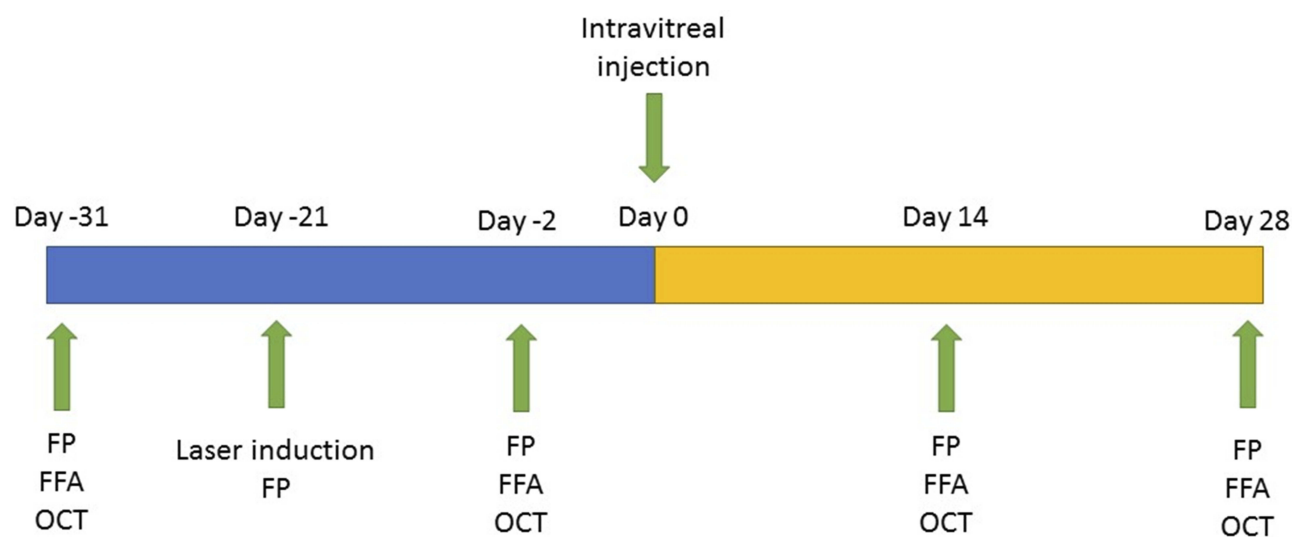 Intravitreal
injection
Day -31
Day -21
Day -2
Day 0
Day 14
Day 28
FP
FFA
OCT
Laser induction
FP
FP
FFA
OCT
FP
FFA
OCT
FP
FFA
OCT